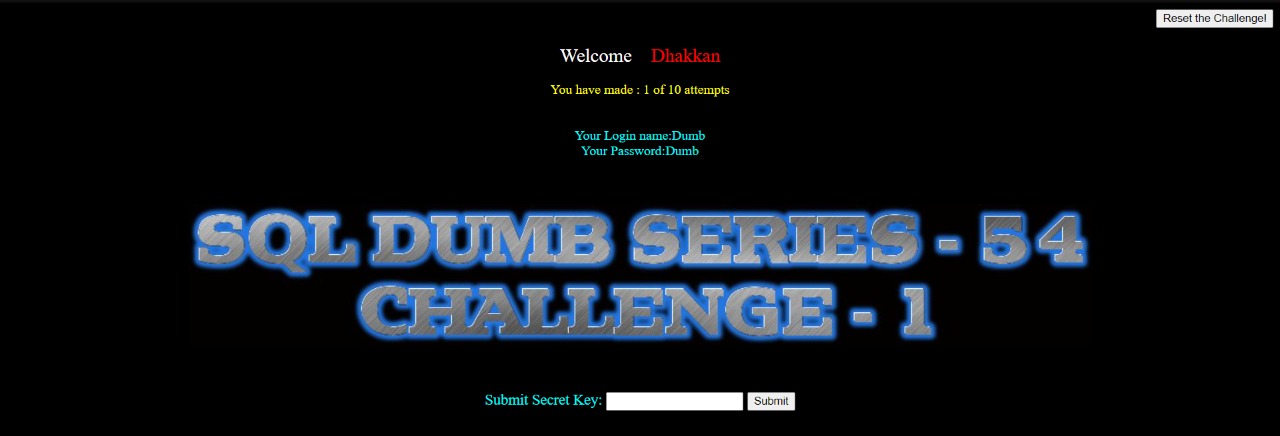 Reset the Challenge!
Welcome Dhakkan
You have made : 1 of 10 attempts
Your Login name:Dumb
Your Password:Dumb
SQL DUMB SERIES - 54
CHALLENGE - 1
Submit Secret Key: Submit